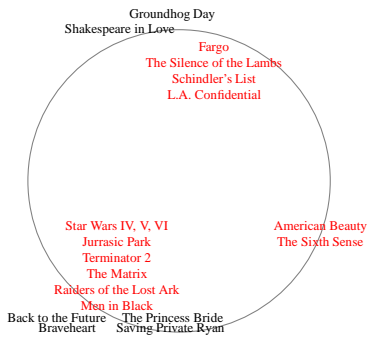 Groundhog Day
Shakespeare in Love
Fargo
The Silence of the Lambs
Schindler's List
L.A. Confidential
Star Wars IV, V, VI
Jurrasic Park
Terminator 2
The Matrix
Raiders of the Lost Ark
Men in Black
American Beauty
The Sixth Sense
Back to the Future
The Princess Bride
Braveheart
Saving Private Ryan